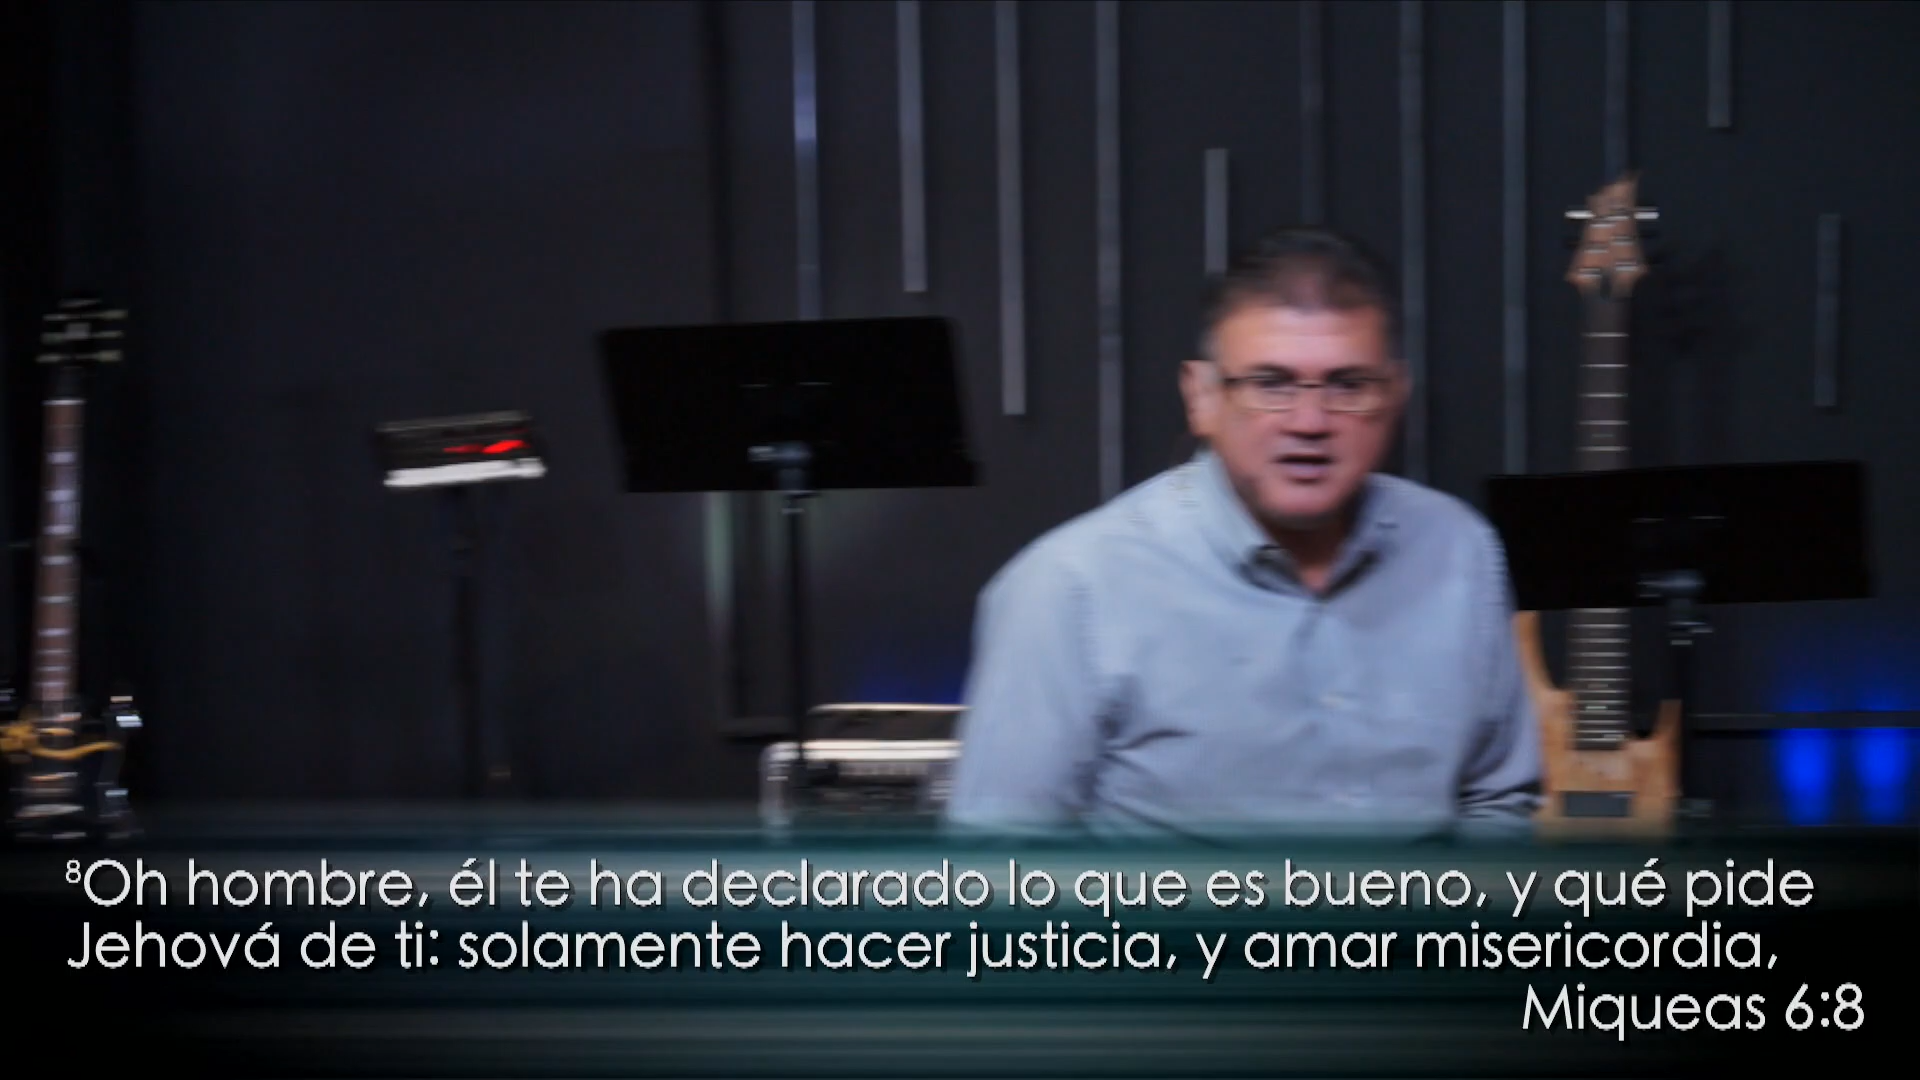 ⁸Oh hombre, él te ha declarado lo que es bueno, y qué pide
Jehová de ti: solamente hacer justicia, y amar misericordia,
Miqueas 6:8